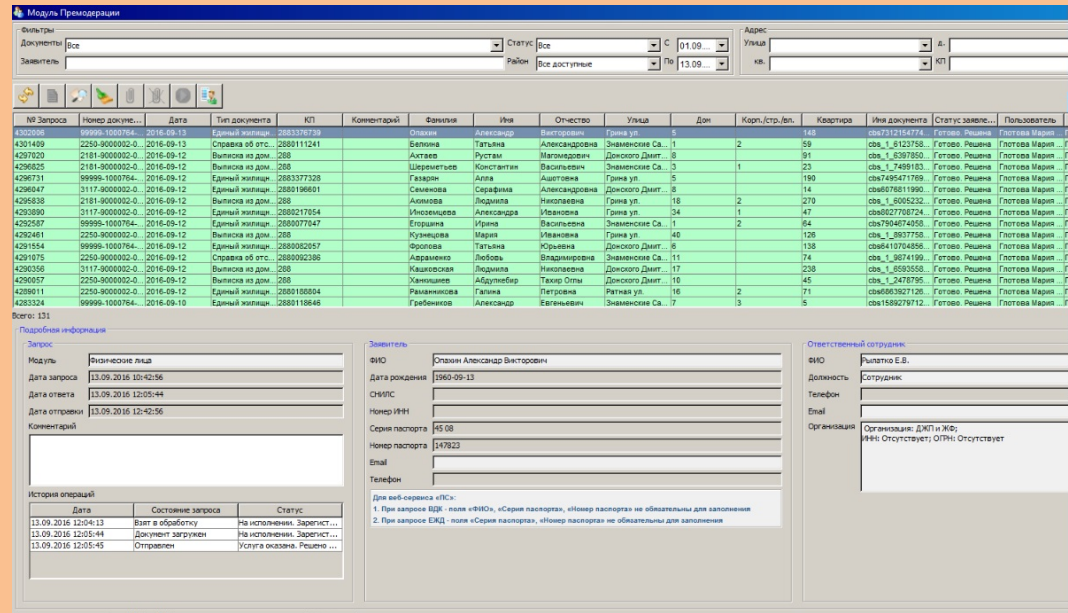 Модуль Премодерации
Фильтры
Документы Все Статус Все С 01.09... По 13.09...
Заявитель Район Все доступные
Адрес
Улица д.
кв. КП
№ Запроса Номер докуме... Дата Тип документа КП Комментарий Фамилия Имя Отчество Улица Дом Корп./стр./вл. Квартира Имя документа Статус заявле... Пользователь
4302006 99999-1000764-... 2016-09-13 Единый жилищн... 2883376739 Опахин Александр Викторович Грина ул. 5 148 cbs7312154774... Готово. Решена Глотова Мария ...
4301409 2250-9000002-0... 2016-09-13 Справка об отс... 2880111241 Белкина Татьяна Александровна Знаменские Са... 1 2 59 cbs_1_6123758... Готово. Решена Глотова Мария ...
4297020 2181-9000002-0... 2016-09-12 Выписка из дом... 288 Ахтаев Рустам Магомедович Донского Дмит... 8 91 cbs_1_6397850... Готово. Решена Глотова Мария ...
4296825 2181-9000002-0... 2016-09-12 Выписка из дом... 288 Шереметьев Константин Васильевич Знаменские Са... 3 1 23 cbs_1_7499183... Готово. Решена Глотова Мария ...
4296731 99999-1000764-... 2016-09-12 Единый жилищн... 2883377328 Газарян Алла Ашотовна Грина ул. 5 190 cbs7495471769... Готово. Решена Глотова Мария ...
4296047 3117-9000002-0... 2016-09-12 Единый жилищн... 2880196601 Семенова Серафима Александровна Донского Дмит... 8 14 cbs6076811990... Готово. Решена Глотова Мария ...
4295838 2181-9000002-0... 2016-09-12 Выписка из дом... 288 Акимова Людмила Николаевна Грина ул. 18 2 270 cbs_1_6005232... Готово. Решена Глотова Мария ...
4293890 3117-9000002-0... 2016-09-12 Единый жилищн... 2880217054 Иноземцева Александра Ивановна Грина ул. 34 1 47 cbs8027708724... Готово. Решена Глотова Мария ...
4292587 99999-1000764-... 2016-09-12 Единый жилищн... 2880077047 Егоршина Ирина Васильевна Знаменские Са... 1 2 64 cbs7904674058... Готово. Решена Глотова Мария ...
4292461 2250-9000002-0... 2016-09-12 Выписка из дом... 288 Кузнецова Мария Ивановна Грина ул. 40 126 cbs_1_8937758... Готово. Решена Глотова Мария ...
4291554 99999-1000764-... 2016-09-12 Единый жилищн... 2880082057 Фролова Татьяна Юрьевна Донского Дмит... 6 138 cbs6410704856... Готово. Решена Глотова Мария ...
4291075 2250-9000002-0... 2016-09-12 Справка об отс... 2880092386 Авраменко Любовь Владимировна Знаменские Са... 11 74 cbs_1_9874199... Готово. Решена Глотова Мария ...
4290356 3117-9000002-0... 2016-09-12 Выписка из дом... 288 Кашковская Людмила Николаевна Донского Дмит... 17 238 cbs_1_8593558... Готово. Решена Глотова Мария ...
4290057 2250-9000002-0... 2016-09-12 Выписка из дом... 288 Ханкишиев Абдулкебир Тахир Оглы Донского Дмит... 10 45 cbs_1_2478795... Готово. Решена Глотова Мария ...
4289011 2250-9000002-0... 2016-09-12 Единый жилищн... 2880188804 Раманникова Галина Петровна Ратная ул. 16 2 71 cbs6863927126... Готово. Решена Глотова Мария ...
4283324 99999-1000764-... 2016-09-10 Единый жилищн... 2880118646 Гребеников Александр Евгеньевич Знаменские Са... 7 3 5 cbs1589279712... Готово. Решена Глотова Мария ...
Всего: 131
Подробная информация
Запрос
Модуль Физические лица
Дата запроса 13.09.2016 10:42:56
Дата ответа 13.09.2016 12:05:44
Дата отправки 13.09.2016 12:42:56
Комментарий
История операций
Дата Состояние запроса Статус
13.09.2016 12:04:13 Взят в обработку На исполнении. Зарегист...
13.09.2016 12:05:44 Документ загружен На исполнении. Зарегист...
13.09.2016 12:05:45 Отправлен Услуга оказана. Решено ...
Заявитель
ФИО Опахин Александр Викторович
Дата рождения 1960-09-13
СНИЛС
Номер ИНН
Серия паспорта 45 08
Номер паспорта 147823
Email
Телефон
Для веб-сервиса «ПС»:
1. При запросе ВДК - поля «ФИО», «Серия паспорта», «Номер паспорта» не обязательны для заполнения
2. При запросе ЕЖД - поля «Серия паспорта», «Номер паспорта» не обязательны для заполнения
Ответственный сотрудник
ФИО Рылатко Е.В.
Должность Сотрудник
Телефон
Email
Организация Организация: ДЖП и ЖФ;
ИНН: Отсутствует; ОГРН: Отсутствует